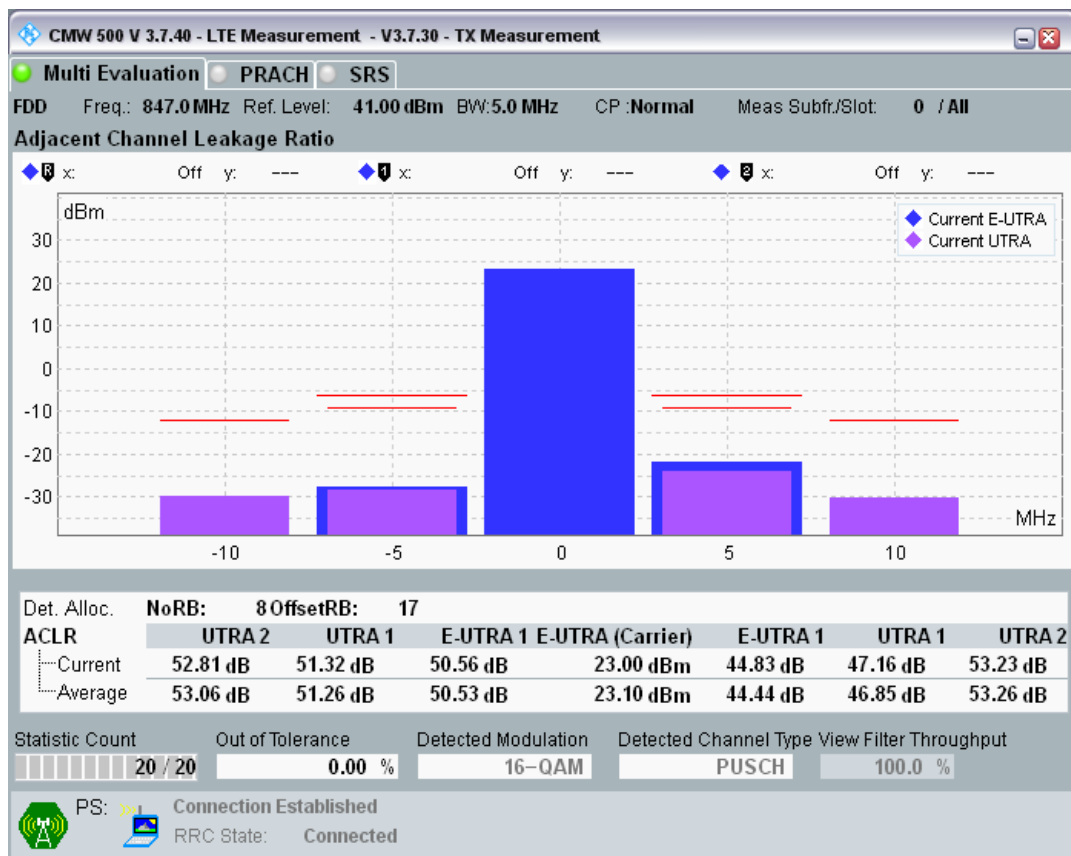 CMW 500 V 3.7.40 - LTE Measurement - V3.7.30 - TX Measurement
Multi Evaluation PRACH SRS
FDD Freq.: 847.0 MHz Ref. Level: 41.00 dBm BW:5.0 MHz CP :Normal Meas Subfr./Slot: 0 / All
Adjacent Channel Leakage Ratio
R x: Off y: --- 1 x: Off y: --- 2 x: Off y: ---
dBm
Current E-UTRA
Current UTRA
30
20
10
0
-10
-20
-30
MHz
-10 -5 0 5 10
Det. Alloc. NoRB: 8 OffsetRB: 17
ACLR UTRA 2 UTRA 1 E-UTRA 1 E-UTRA (Carrier) E-UTRA 1 UTRA 1 UTRA 2
Current 52.81 dB 51.32 dB 50.56 dB 23.00 dBm 44.83 dB 47.16 dB 53.23 dB
Average 53.06 dB 51.26 dB 50.53 dB 23.10 dBm 44.44 dB 46.85 dB 53.26 dB
Statistic Count Out of Tolerance Detected Modulation Detected Channel Type View Filter Throughput
20 / 20 0.00 % 16-QAM PUSCH 100.0 %
PS: Connection Established
RRC State: Connected